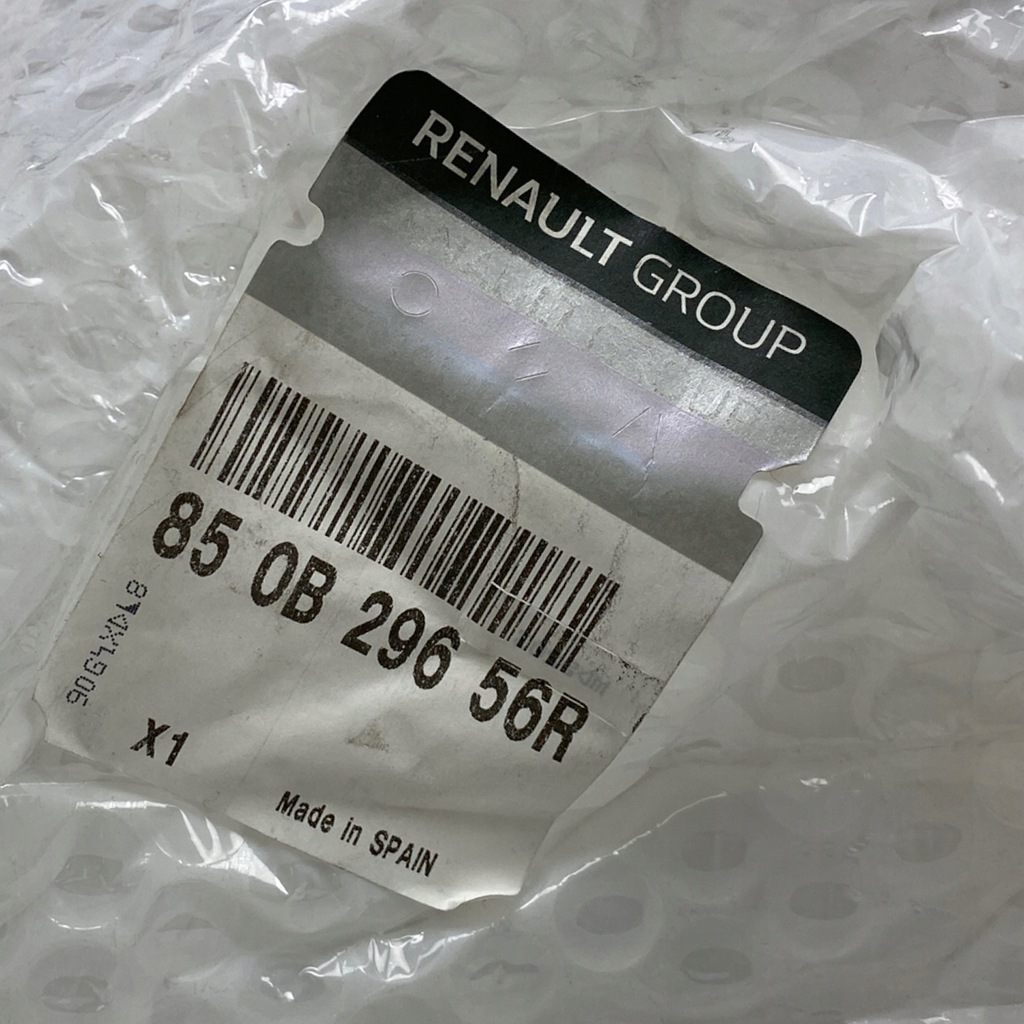 RENAULT GROUP
85 0B 296 56R
X1
Made in SPAIN